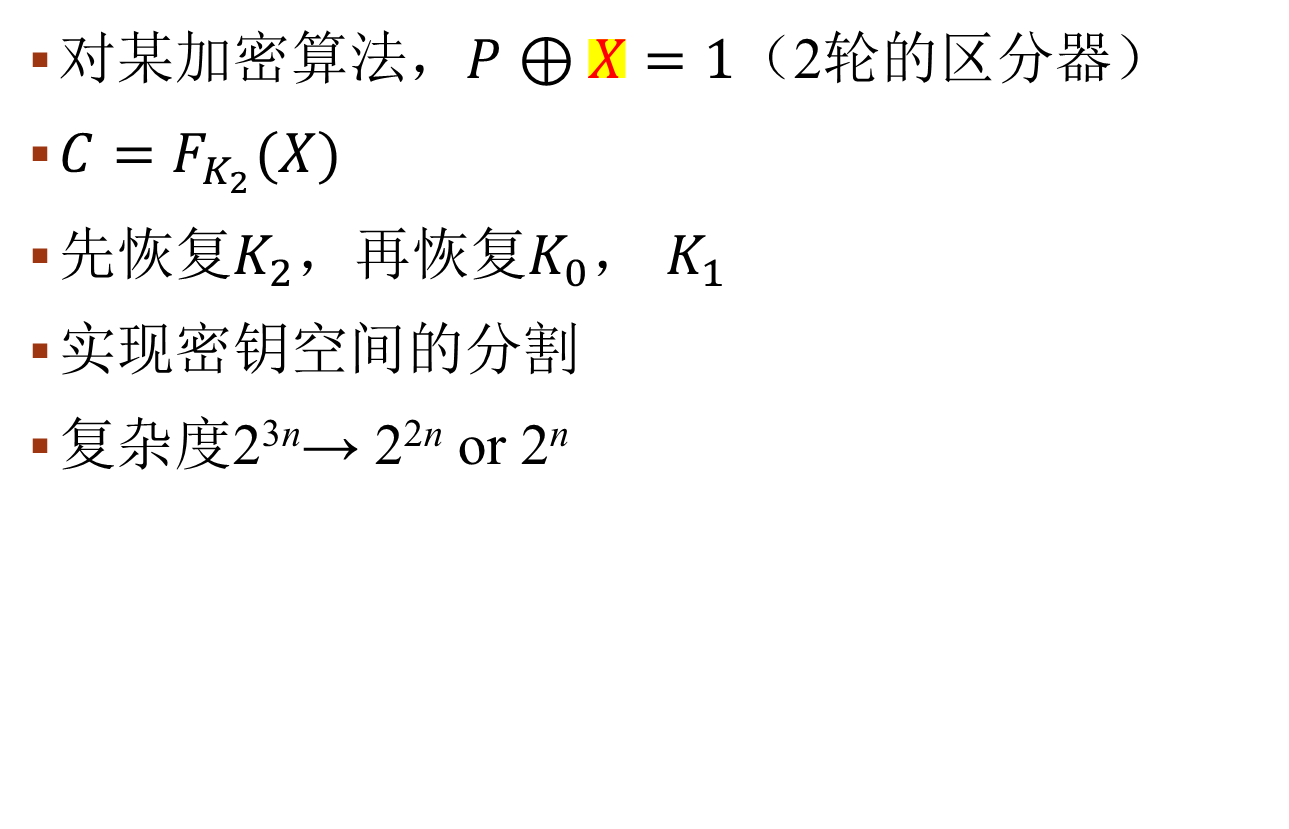 ▪对某加密算法，P ⊕ X = 1（2轮的区分器）
▪C = F_{K_2}(X)
▪先恢复K_2，再恢复K_0， K_1
▪实现密钥空间的分割
▪复杂度2^{3n}→ 2^{2n} or 2^n